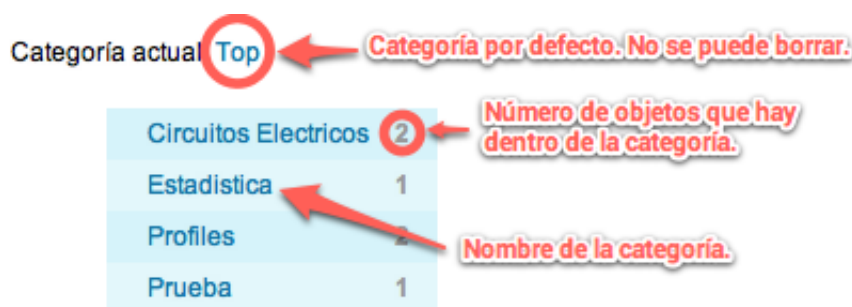 Categoría actual Top
Categoría por defecto. No se puede borrar.
Circuitos Electricos 2
Número de objetos que hay
dentro de la categoría.
Estadistica 1
Profiles 2
Nombre de la categoría.
Prueba 1